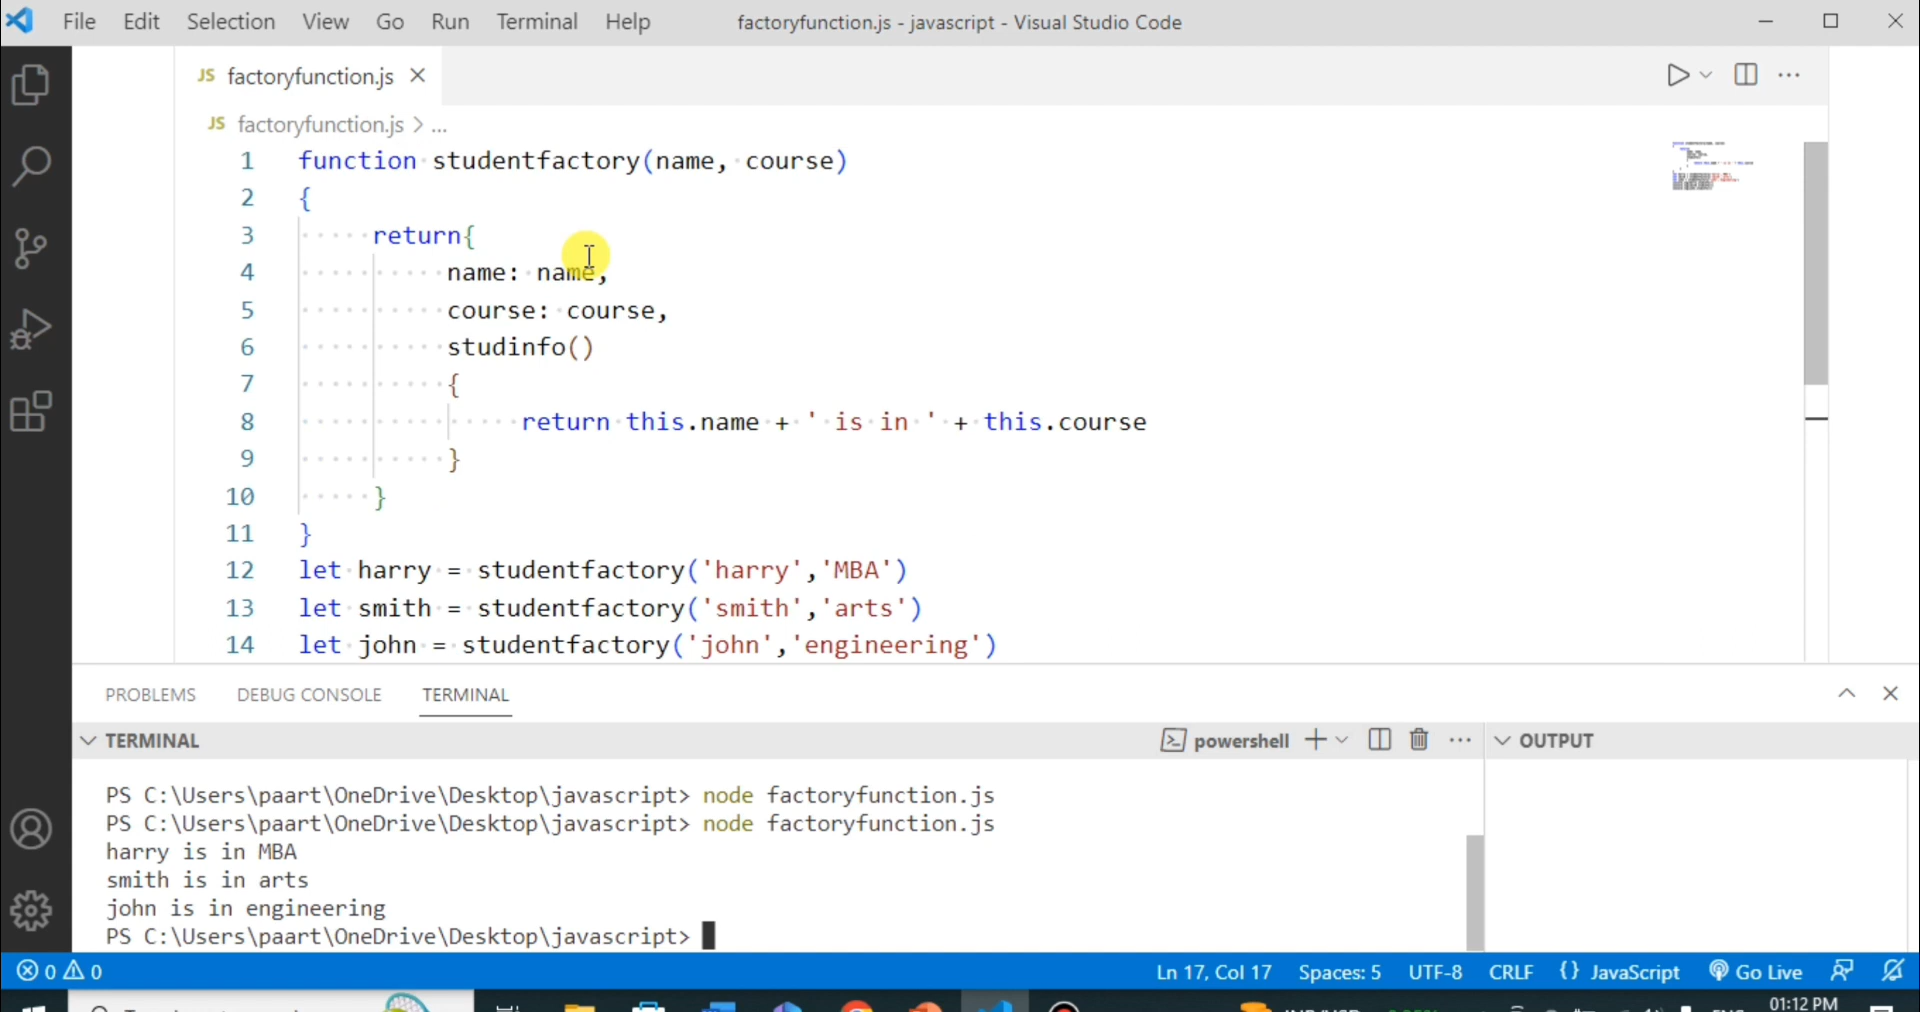 File Edit Selection View Go Run Terminal Help factoryfunction.js - javascript - Visual Studio Code
JS factoryfunction.js
JS factoryfunction.js > ...
1 function studentfactory(name, course)
2 {
3 return{
4 name: name,
5 course: course,
6 studinfo()
7 {
8 return this.name + ' is in ' + this.course
9 }
10 }
11 }
12 let harry = studentfactory('harry','MBA')
13 let smith = studentfactory('smith','arts')
14 let john = studentfactory('john','engineering')
PROBLEMS DEBUG CONSOLE TERMINAL
TERMINAL powershell OUTPUT
PS C:\Users\paart\OneDrive\Desktop\javascript> node factoryfunction.js
PS C:\Users\paart\OneDrive\Desktop\javascript> node factoryfunction.js
harry is in MBA
smith is in arts
john is in engineering
PS C:\Users\paart\OneDrive\Desktop\javascript>
0 0 Ln 17, Col 17 Spaces: 5 UTF-8 CRLF {} JavaScript Go Live
01:12 PM